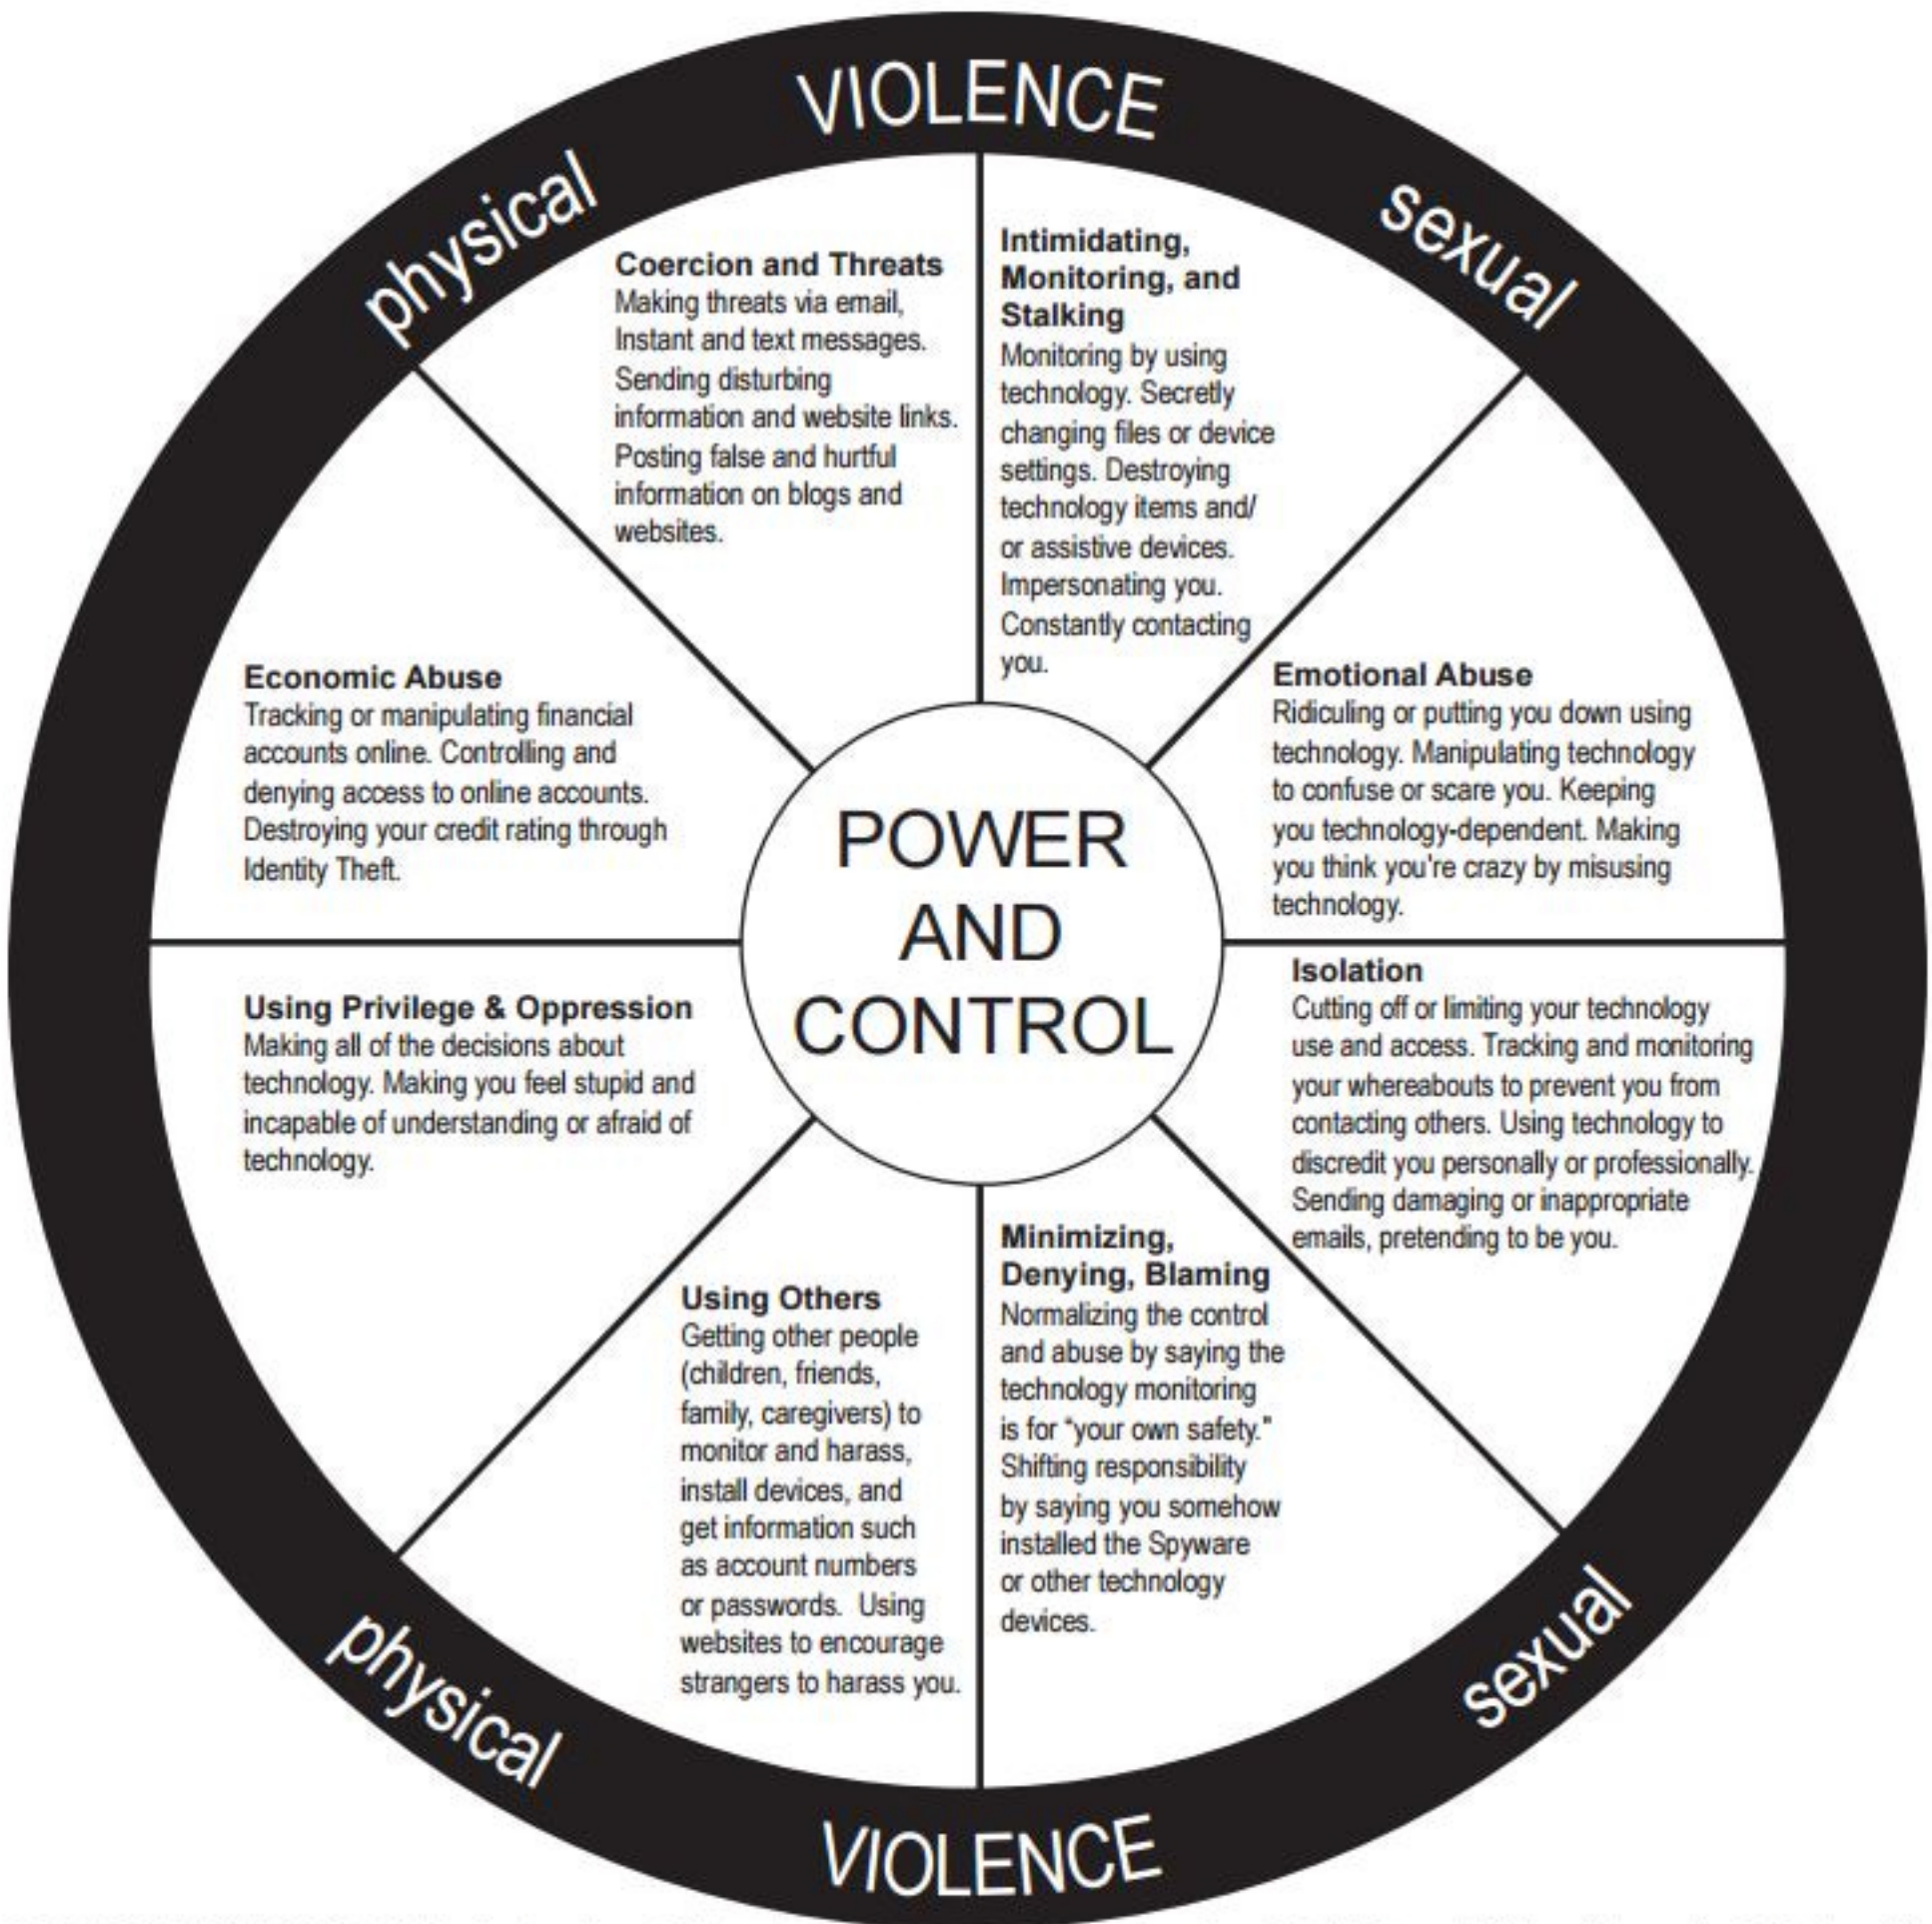 VIOLENCE
physical
sexual
Coercion and Threats
Making threats via email,
Instant and text messages.
Sending disturbing
information and website links.
Posting false and hurtful
information on blogs and
websites.
Intimidating,
Monitoring, and
Stalking
Monitoring by using
technology. Secretly
changing files or device
settings. Destroying
technology items and/
or assistive devices.
Impersonating you.
Constantly contacting
you.
Economic Abuse
Tracking or manipulating financial
accounts online. Controlling and
denying access to online accounts.
Destroying your credit rating through
Identity Theft.
Emotional Abuse
Ridiculing or putting you down using
technology. Manipulating technology
to confuse or scare you. Keeping
you technology-dependent. Making
you think you're crazy by misusing
technology.
POWER
AND
CONTROL
Using Privilege & Oppression
Making all of the decisions about
technology. Making you feel stupid and
incapable of understanding or afraid of
technology.
Isolation
Cutting off or limiting your technology
use and access. Tracking and monitoring
your whereabouts to prevent you from
contacting others. Using technology to
discredit you personally or professionally.
Sending damaging or inappropriate
emails, pretending to be you.
Using Others
Getting other people
(children, friends,
family, caregivers) to
monitor and harass,
install devices, and
get information such
as account numbers
or passwords. Using
websites to encourage
strangers to harass you.
Minimizing,
Denying, Blaming
Normalizing the control
and abuse by saying the
technology monitoring
is for “your own safety."
Shifting responsibility
by saying you somehow
installed the Spyware
or other technology
devices.
physical
sexual
VIOLENCE